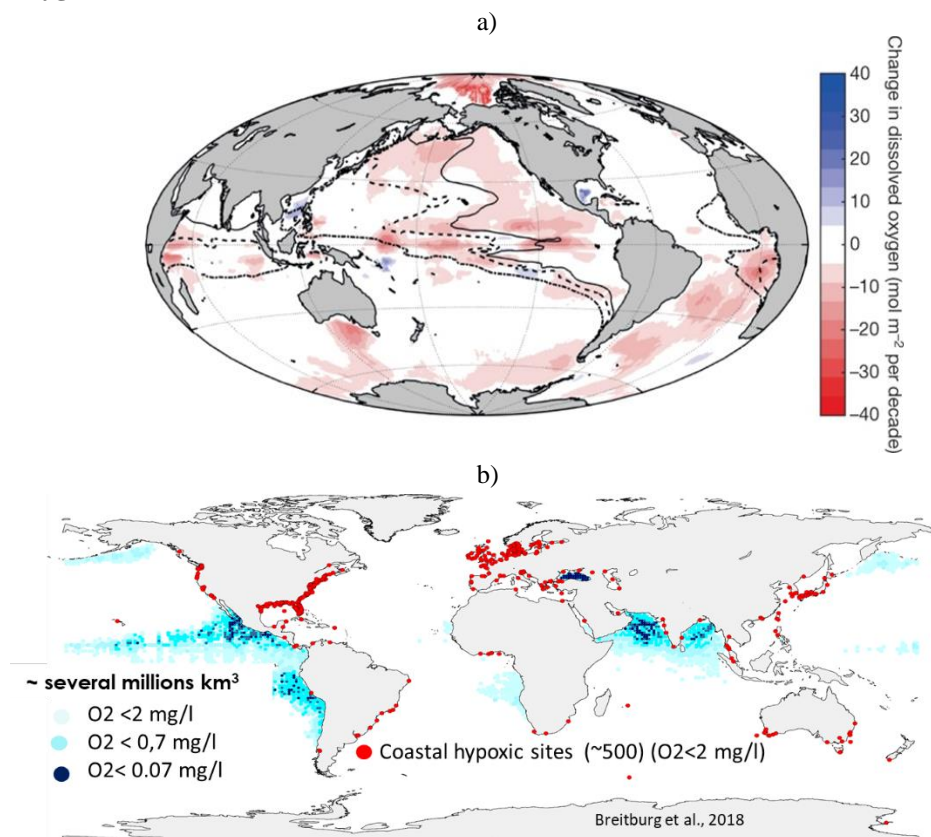 a)
Change in dissolved oxygen (mol m⁻² per decade)
40
30
20
10
0
−10
−20
−30
−40
b)
~ several millions km³
O2 <2 mg/l
O2 < 0,7 mg/l
O2< 0.07 mg/l
Coastal hypoxic sites (~500) (O2<2 mg/l)
Breitburg et al., 2018